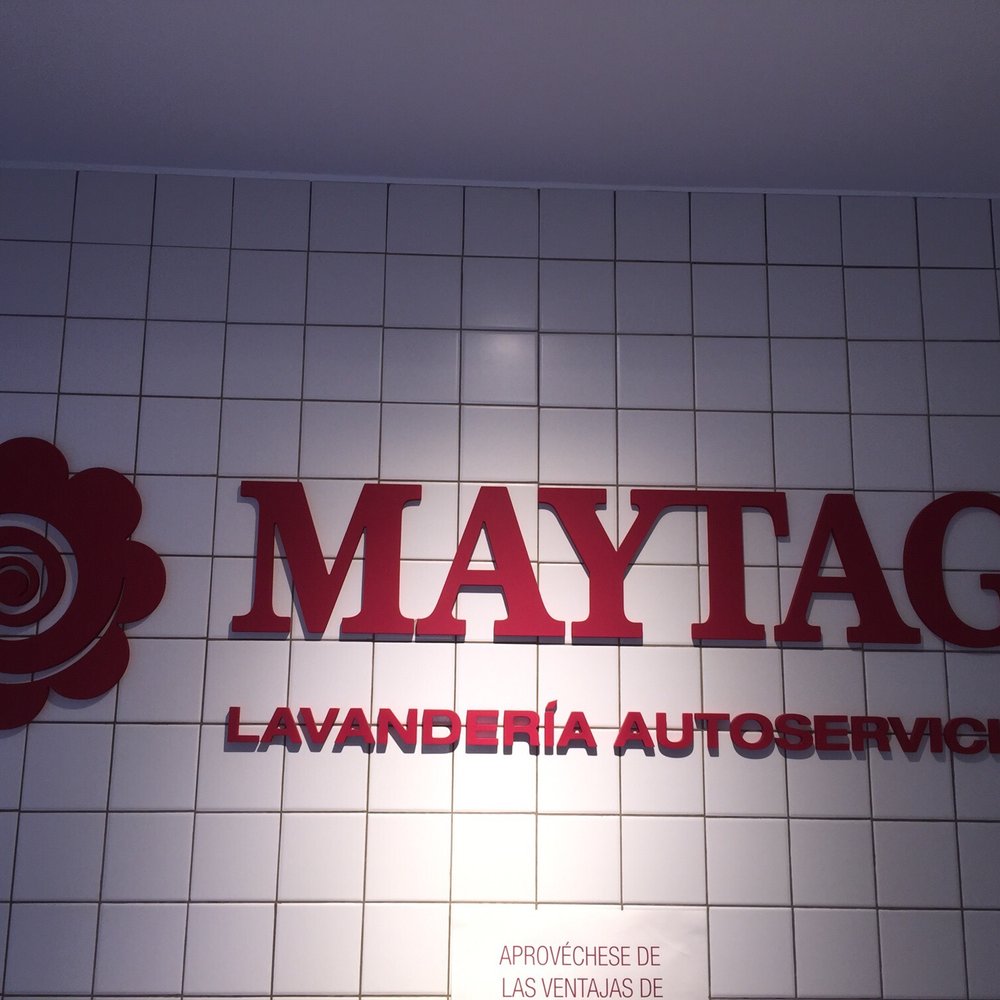 MAYTAG
LAVANDERÍA AUTOSERVICIO
APROVÉCHESE DE
LAS VENTAJAS DE